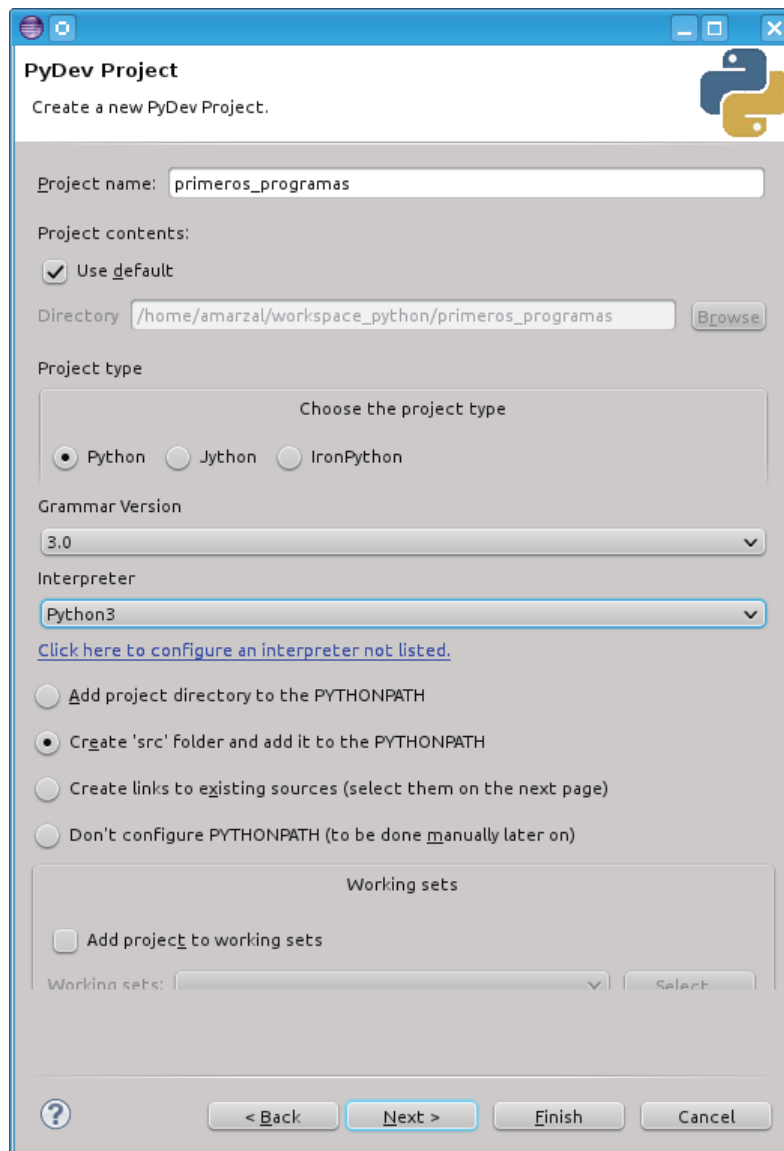 PyDev Project
Create a new PyDev Project.
Project name: primeros_programas
Project contents:
Use default
Directory /home/amarzal/workspace_python/primeros_programas Browse
Project type
Choose the project type
Python Jython IronPython
Grammar Version
3.0
Interpreter
Python3
Click here to configure an interpreter not listed.
Add project directory to the PYTHONPATH
Create 'src' folder and add it to the PYTHONPATH
Create links to existing sources (select them on the next page)
Don't configure PYTHONPATH (to be done manually later on)
Working sets
Add project to working sets
Working sets: Select...
? < Back Next > Finish Cancel